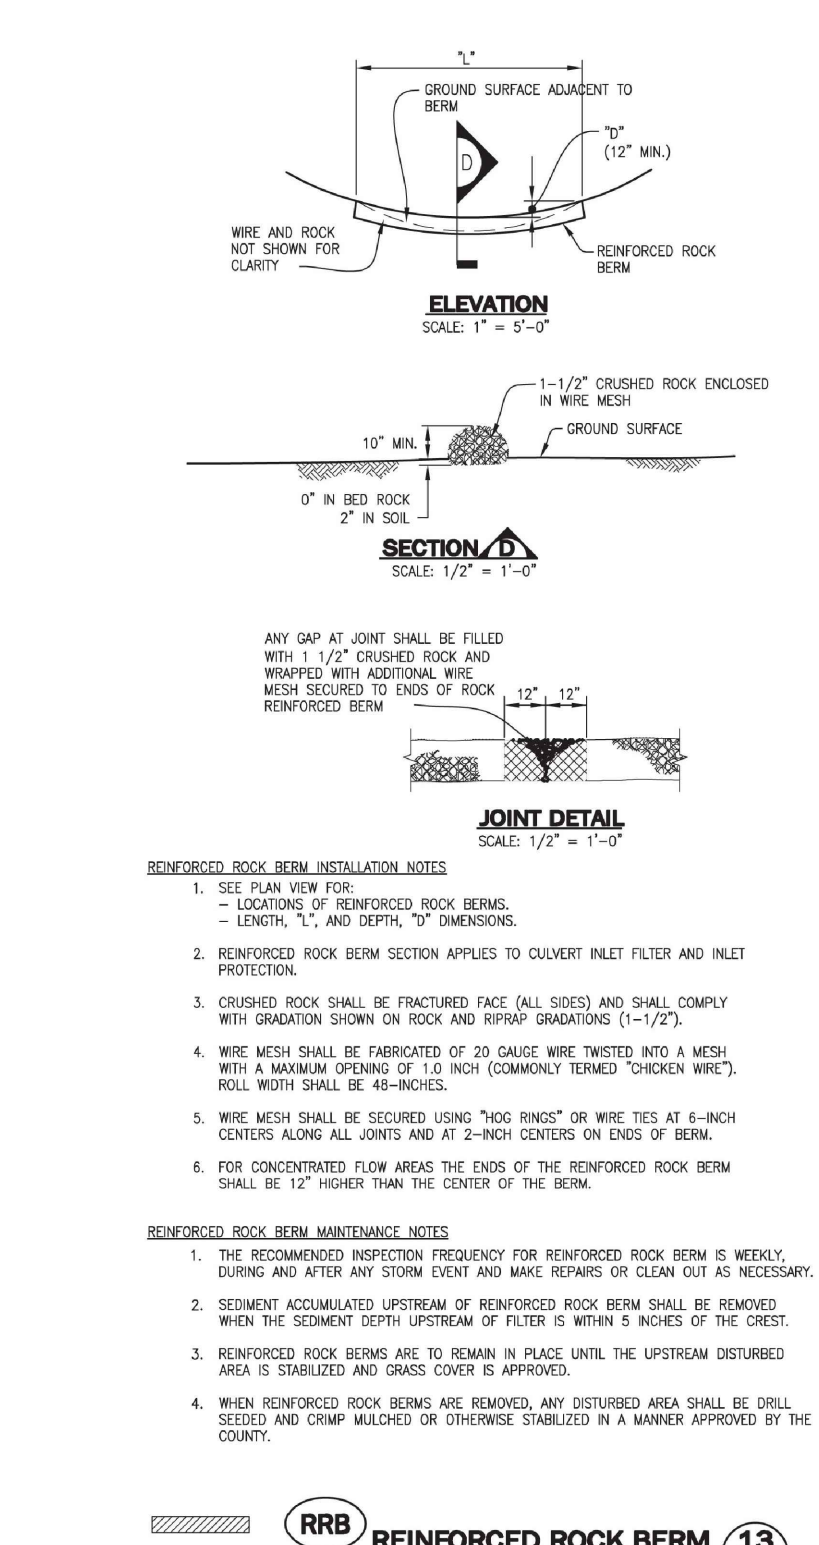 "L"
GROUND SURFACE ADJACENT TO
BERM
"D"
(12" MIN.)
D
WIRE AND ROCK
NOT SHOWN FOR
CLARITY
REINFORCED ROCK
BERM
ELEVATION
SCALE: 1" = 5'-0"
1-1/2" CRUSHED ROCK ENCLOSED
IN WIRE MESH
GROUND SURFACE
10" MIN.
0" IN BED ROCK
2" IN SOIL
SECTION D
SCALE: 1/2" = 1'-0"
ANY GAP AT JOINT SHALL BE FILLED
WITH 1 1/2" CRUSHED ROCK AND
WRAPPED WITH ADDITIONAL WIRE
MESH SECURED TO ENDS OF ROCK
REINFORCED BERM
12" 12"
JOINT DETAIL
SCALE: 1/2" = 1'-0"
REINFORCED ROCK BERM INSTALLATION NOTES
1. SEE PLAN VIEW FOR:
- LOCATIONS OF REINFORCED ROCK BERMS.
- LENGTH, "L", AND DEPTH, "D" DIMENSIONS.
2. REINFORCED ROCK BERM SECTION APPLIES TO CULVERT INLET FILTER AND INLET
PROTECTION.
3. CRUSHED ROCK SHALL BE FRACTURED FACE (ALL SIDES) AND SHALL COMPLY
WITH GRADATION SHOWN ON ROCK AND RIPRAP GRADATIONS (1-1/2").
4. WIRE MESH SHALL BE FABRICATED OF 20 GAUGE WIRE TWISTED INTO A MESH
WITH A MAXIMUM OPENING OF 1.0 INCH (COMMONLY TERMED "CHICKEN WIRE").
ROLL WIDTH SHALL BE 48-INCHES.
5. WIRE MESH SHALL BE SECURED USING "HOG RINGS" OR WIRE TIES AT 6-INCH
CENTERS ALONG ALL JOINTS AND AT 2-INCH CENTERS ON ENDS OF BERM.
6. FOR CONCENTRATED FLOW AREAS THE ENDS OF THE REINFORCED ROCK BERM
SHALL BE 12" HIGHER THAN THE CENTER OF THE BERM.
REINFORCED ROCK BERM MAINTENANCE NOTES
1. THE RECOMMENDED INSPECTION FREQUENCY FOR REINFORCED ROCK BERM IS WEEKLY,
DURING AND AFTER ANY STORM EVENT AND MAKE REPAIRS OR CLEAN OUT AS NECESSARY.
2. SEDIMENT ACCUMULATED UPSTREAM OF REINFORCED ROCK BERM SHALL BE REMOVED
WHEN THE SEDIMENT DEPTH UPSTREAM OF FILTER IS WITHIN 5 INCHES OF THE CREST.
3. REINFORCED ROCK BERMS ARE TO REMAIN IN PLACE UNTIL THE UPSTREAM DISTURBED
AREA IS STABILIZED AND GRASS COVER IS APPROVED.
4. WHEN REINFORCED ROCK BERMS ARE REMOVED, ANY DISTURBED AREA SHALL BE DRILL
SEEDED AND CRIMP MULCHED OR OTHERWISE STABILIZED IN A MANNER APPROVED BY THE
COUNTY.
RRB
REINFORCED ROCK BERM 13